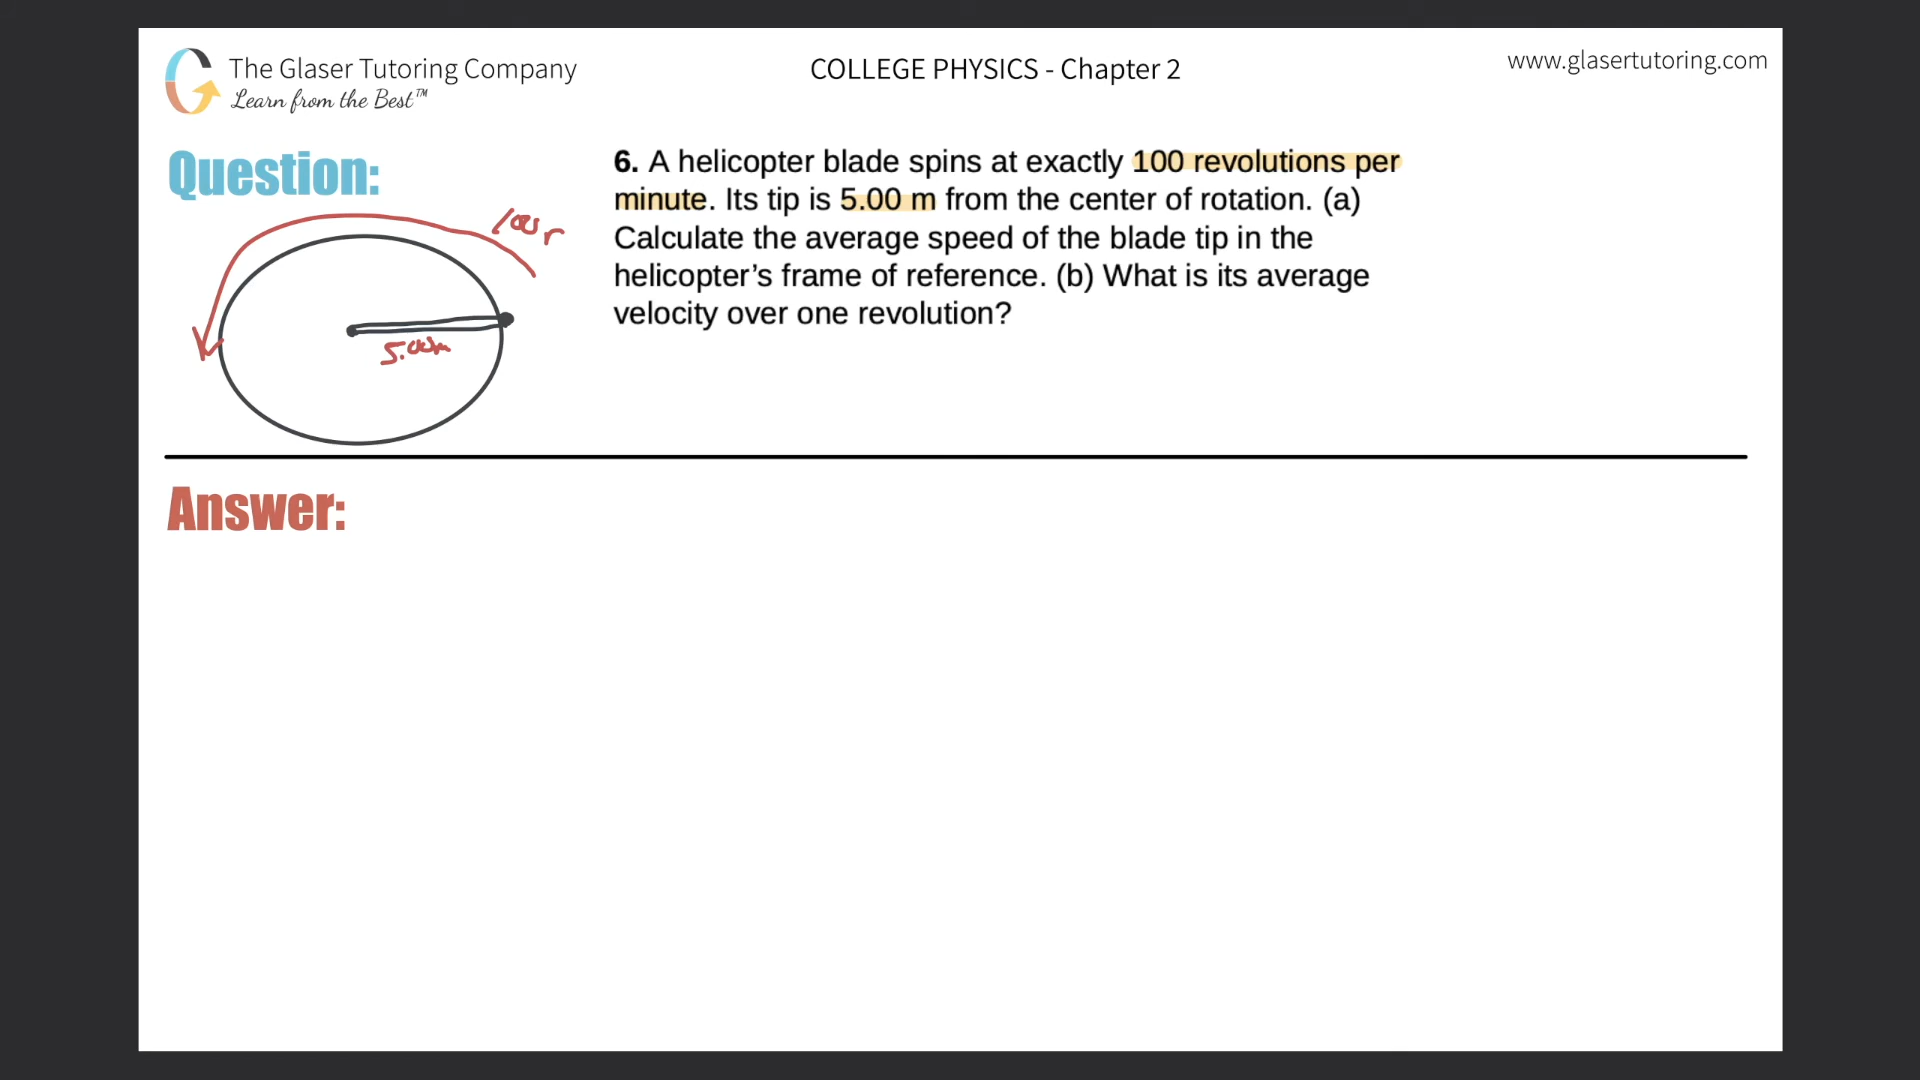 The Glaser Tutoring Company
Learn from the Best™
COLLEGE PHYSICS - Chapter 2
www.glasertutoring.com
Question:
6. A helicopter blade spins at exactly 100 revolutions per
minute. Its tip is 5.00 m from the center of rotation. (a)
Calculate the average speed of the blade tip in the
helicopter’s frame of reference. (b) What is its average
velocity over one revolution?
100 r
5.00m
Answer: